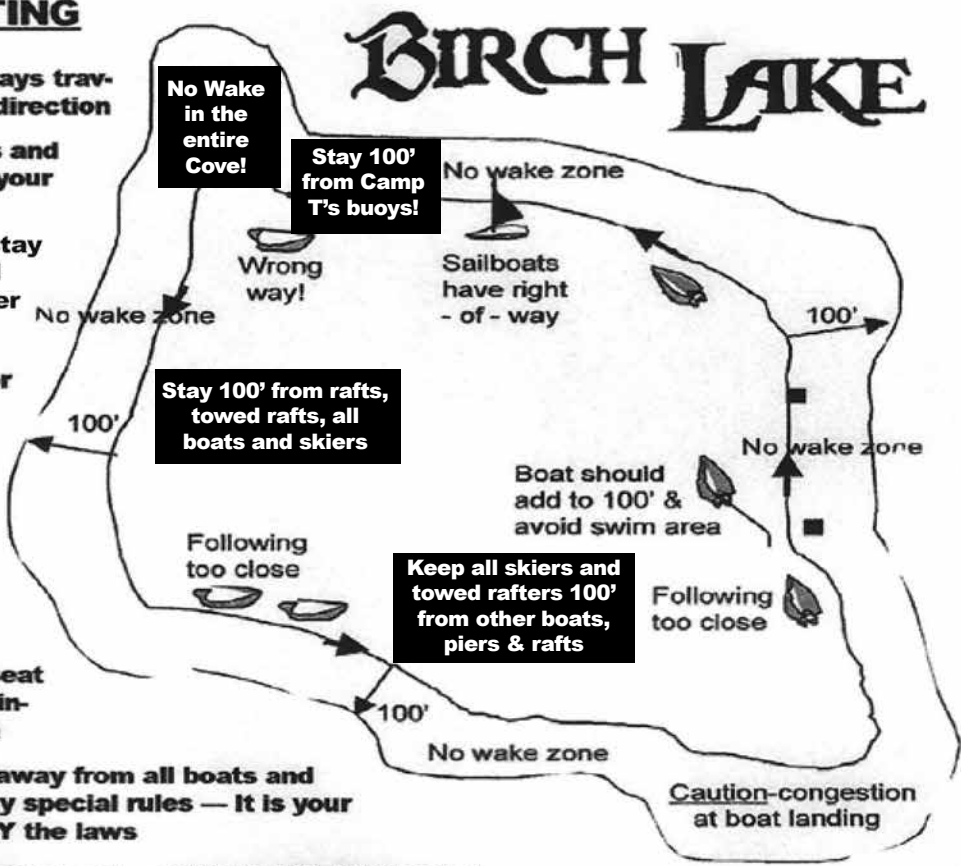 TING
BIRCH LAKE
ays trav-
direction
s and
your
tay
er
r
No Wake
in the
entire
Cove!
Stay 100’
from Camp
T’s buoys!
No wake zone
Wrong
way!
Sailboats
have right
- of - way
No wake zone
100'
Stay 100’ from rafts,
towed rafts, all
boats and skiers
100'
No wake zone
Boat should
add to 100' &
avoid swim area
Following
too close
Keep all skiers and
towed rafters 100’
from other boats,
piers & rafts
Following
too close
eat
in-
100'
No wake zone
away from all boats and
y special rules — It is your
Y the laws
Caution-congestion
at boat landing